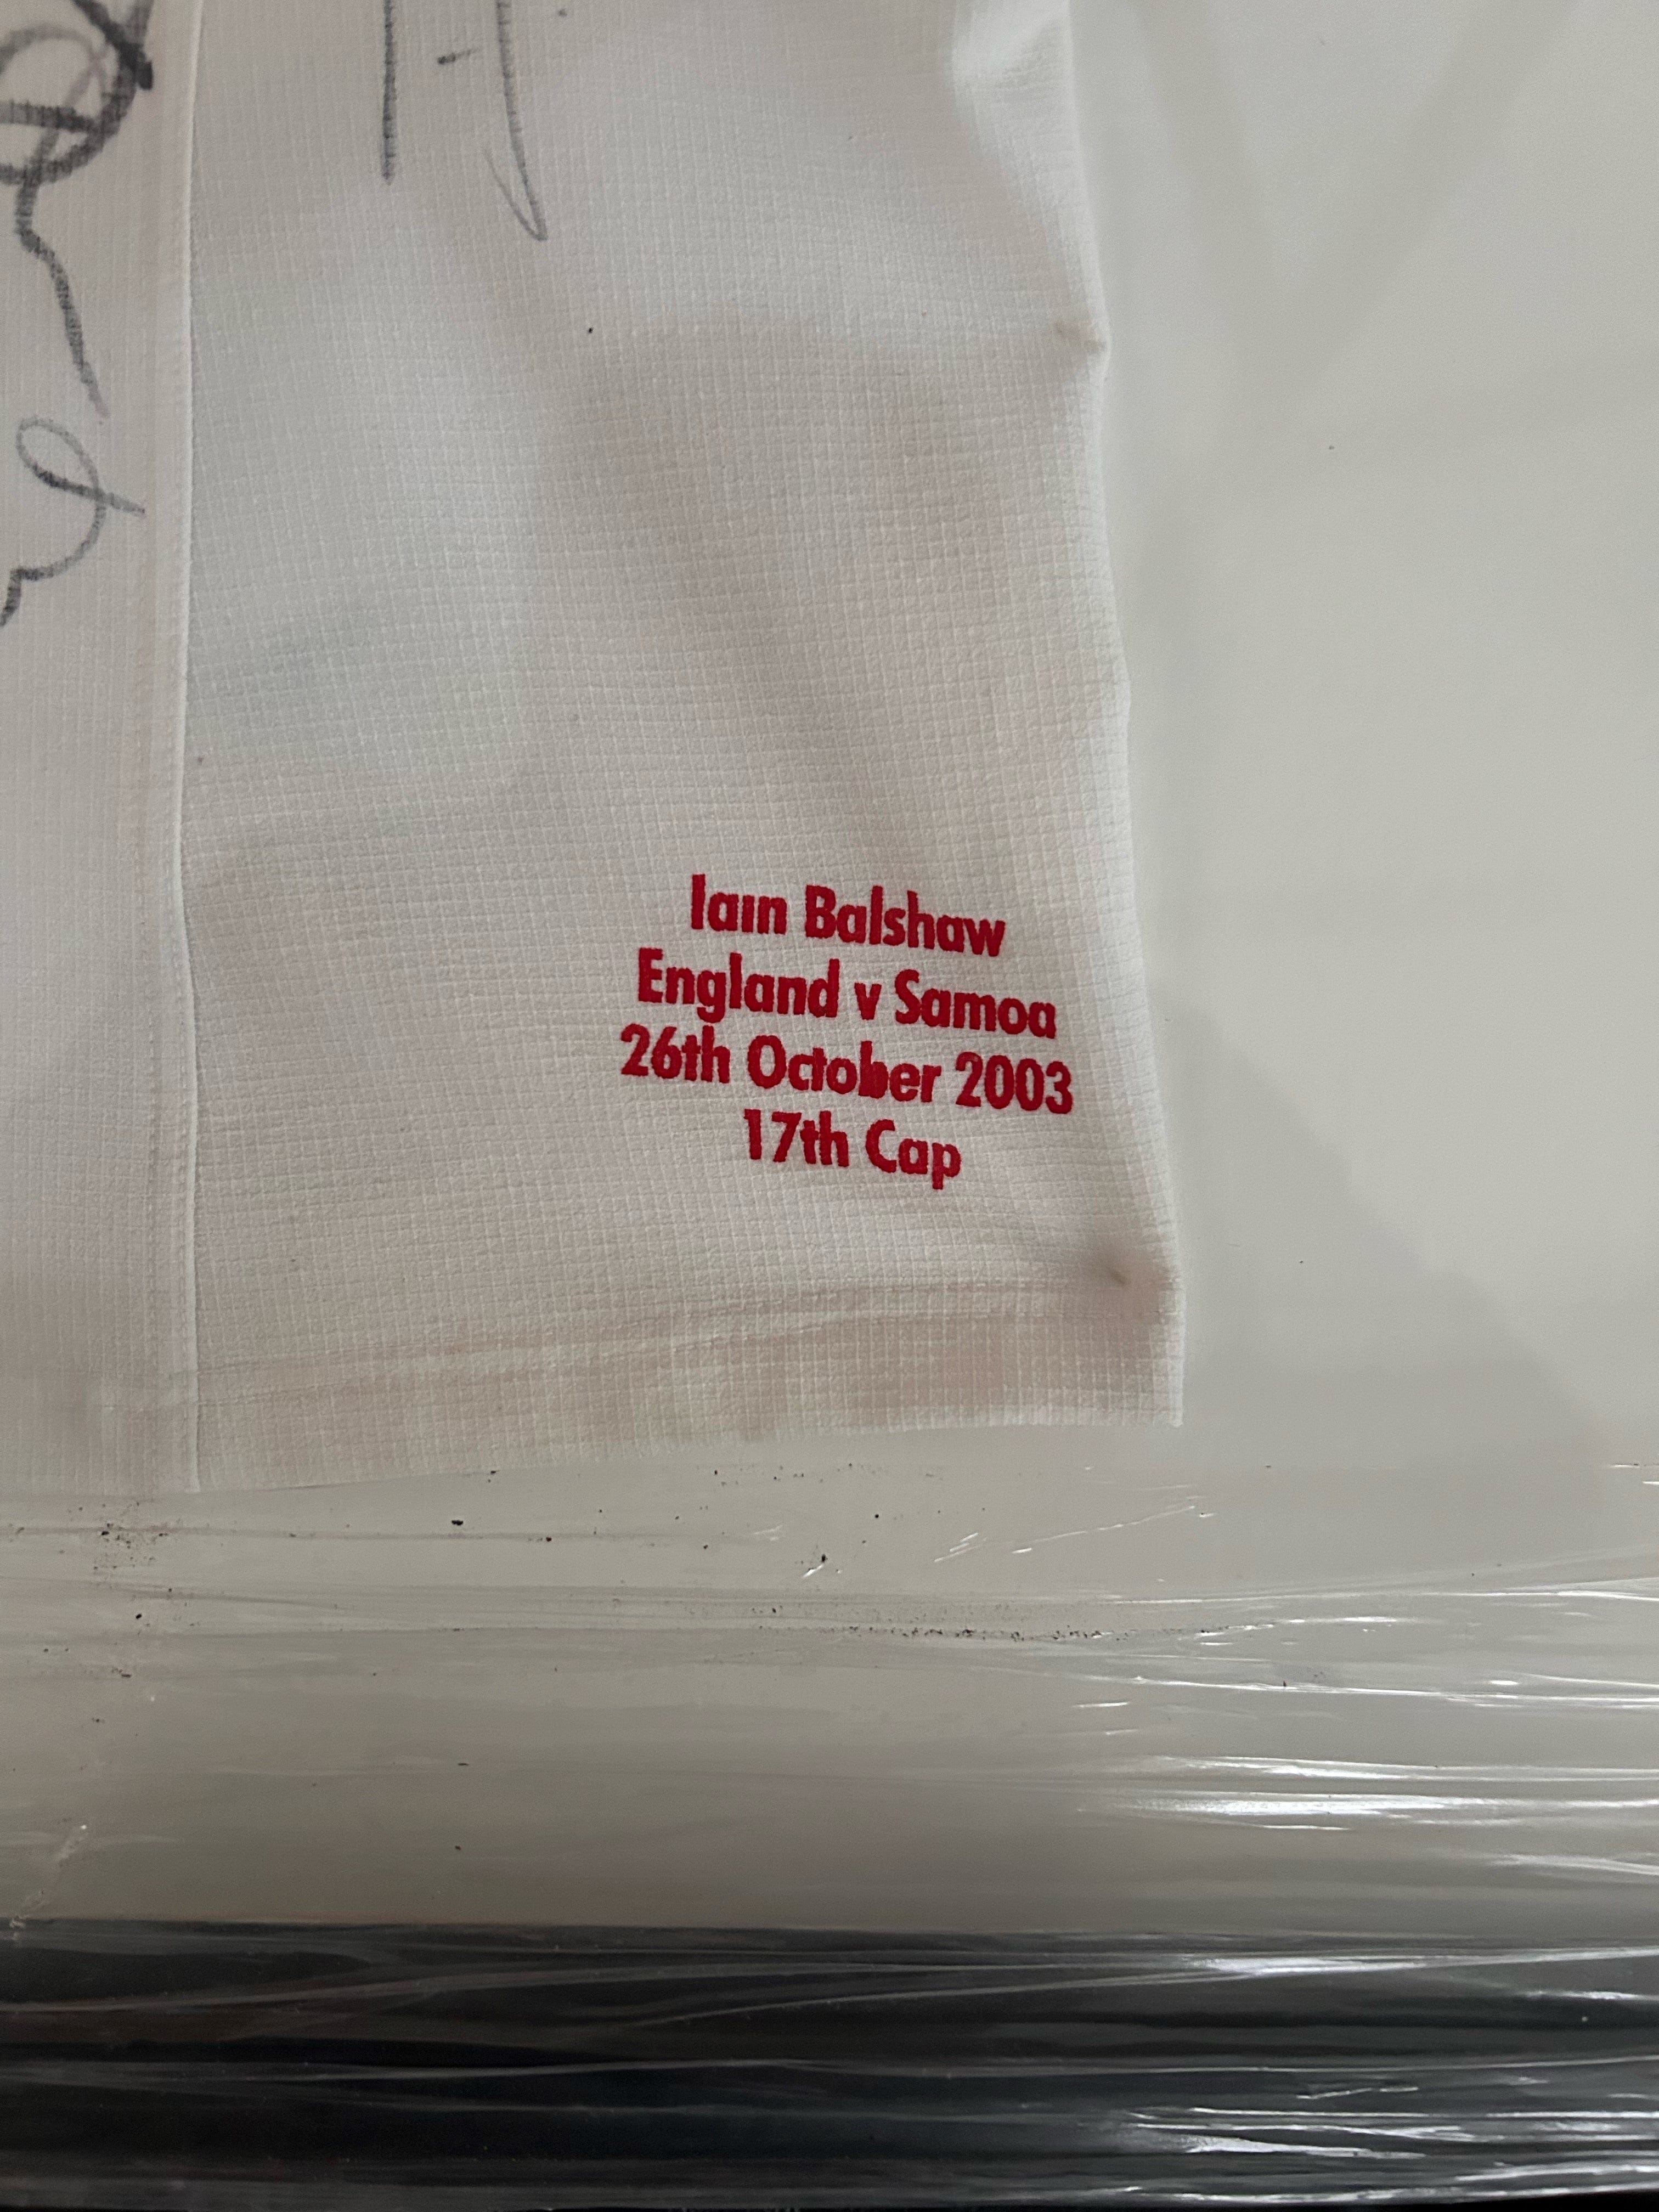 Iain Balshaw
England v Samoa
26th October 2003
17th Cap